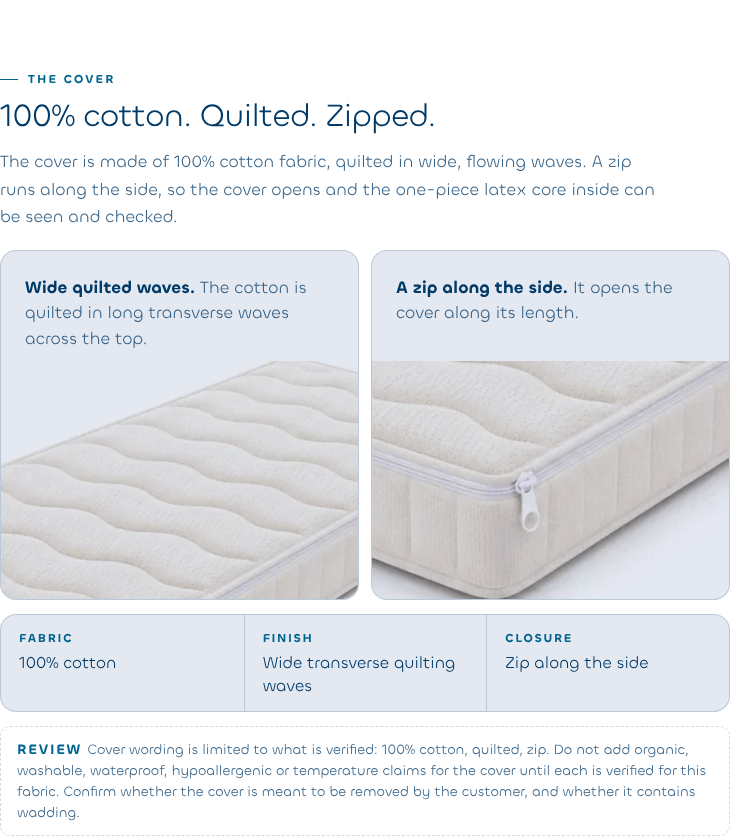 THE COVER
100% cotton. Quilted. Zipped.
The cover is made of 100% cotton fabric, quilted in wide, flowing waves. A zip
runs along the side, so the cover opens and the one-piece latex core inside can
be seen and checked.
Wide quilted waves. The cotton is
quilted in long transverse waves
across the top.
A zip along the side. It opens the
cover along its length.
FABRIC
100% cotton
FINISH
Wide transverse quilting
waves
CLOSURE
Zip along the side
REVIEW Cover wording is limited to what is verified: 100% cotton, quilted, zip. Do not add organic,
washable, waterproof, hypoallergenic or temperature claims for the cover until each is verified for this
fabric. Confirm whether the cover is meant to be removed by the customer, and whether it contains
wadding.